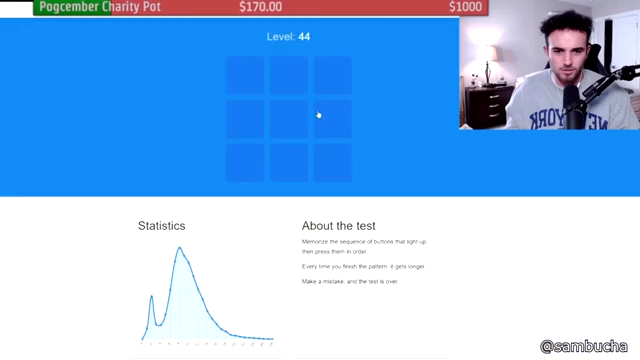 Pogcember Charity Pot $170.00 $1000
Level: 44
NEW YORK
Statistics
About the test
Memorize the sequence of buttons that light up,
then press them in order.
Every time you finish the pattern, it gets longer.
Make a mistake, and the test is over.
@sambucha